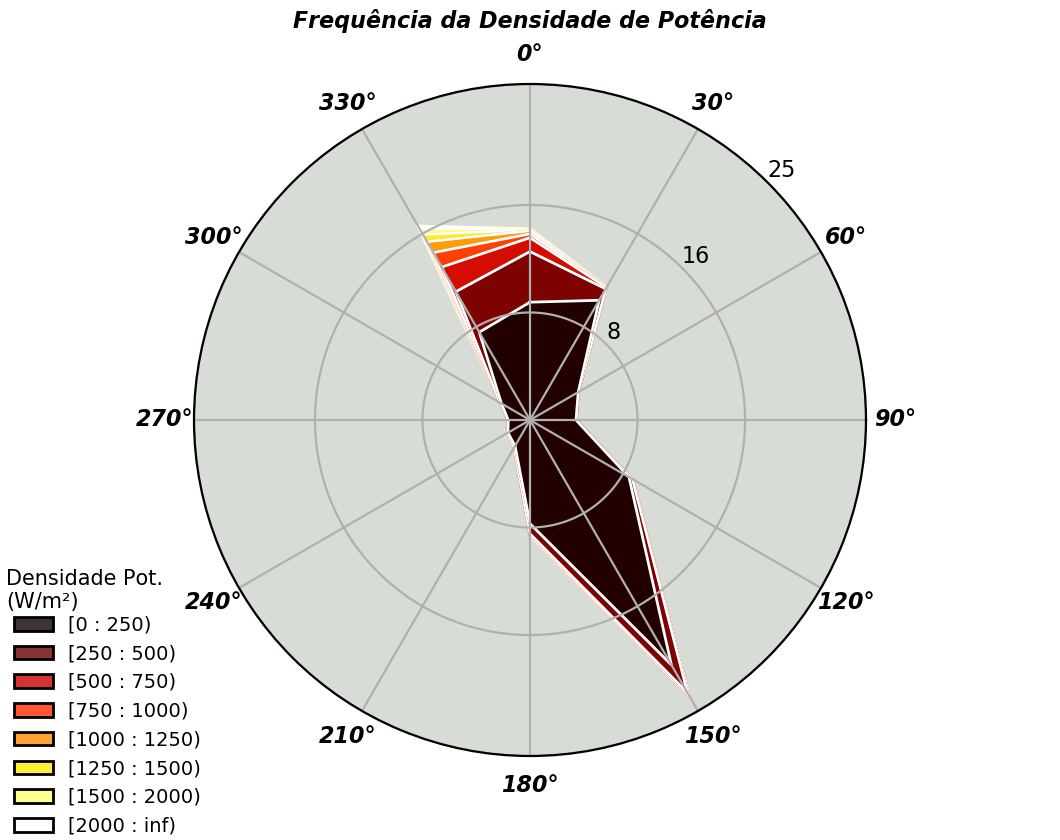 Frequência da Densidade de Potência
0°
330°
30°
25
300°
60°
16
8
270°
90°
240°
120°
210°
150°
180°
Densidade Pot.
(W/m²)
[0 : 250)
[250 : 500)
[500 : 750)
[750 : 1000)
[1000 : 1250)
[1250 : 1500)
[1500 : 2000)
[2000 : inf)